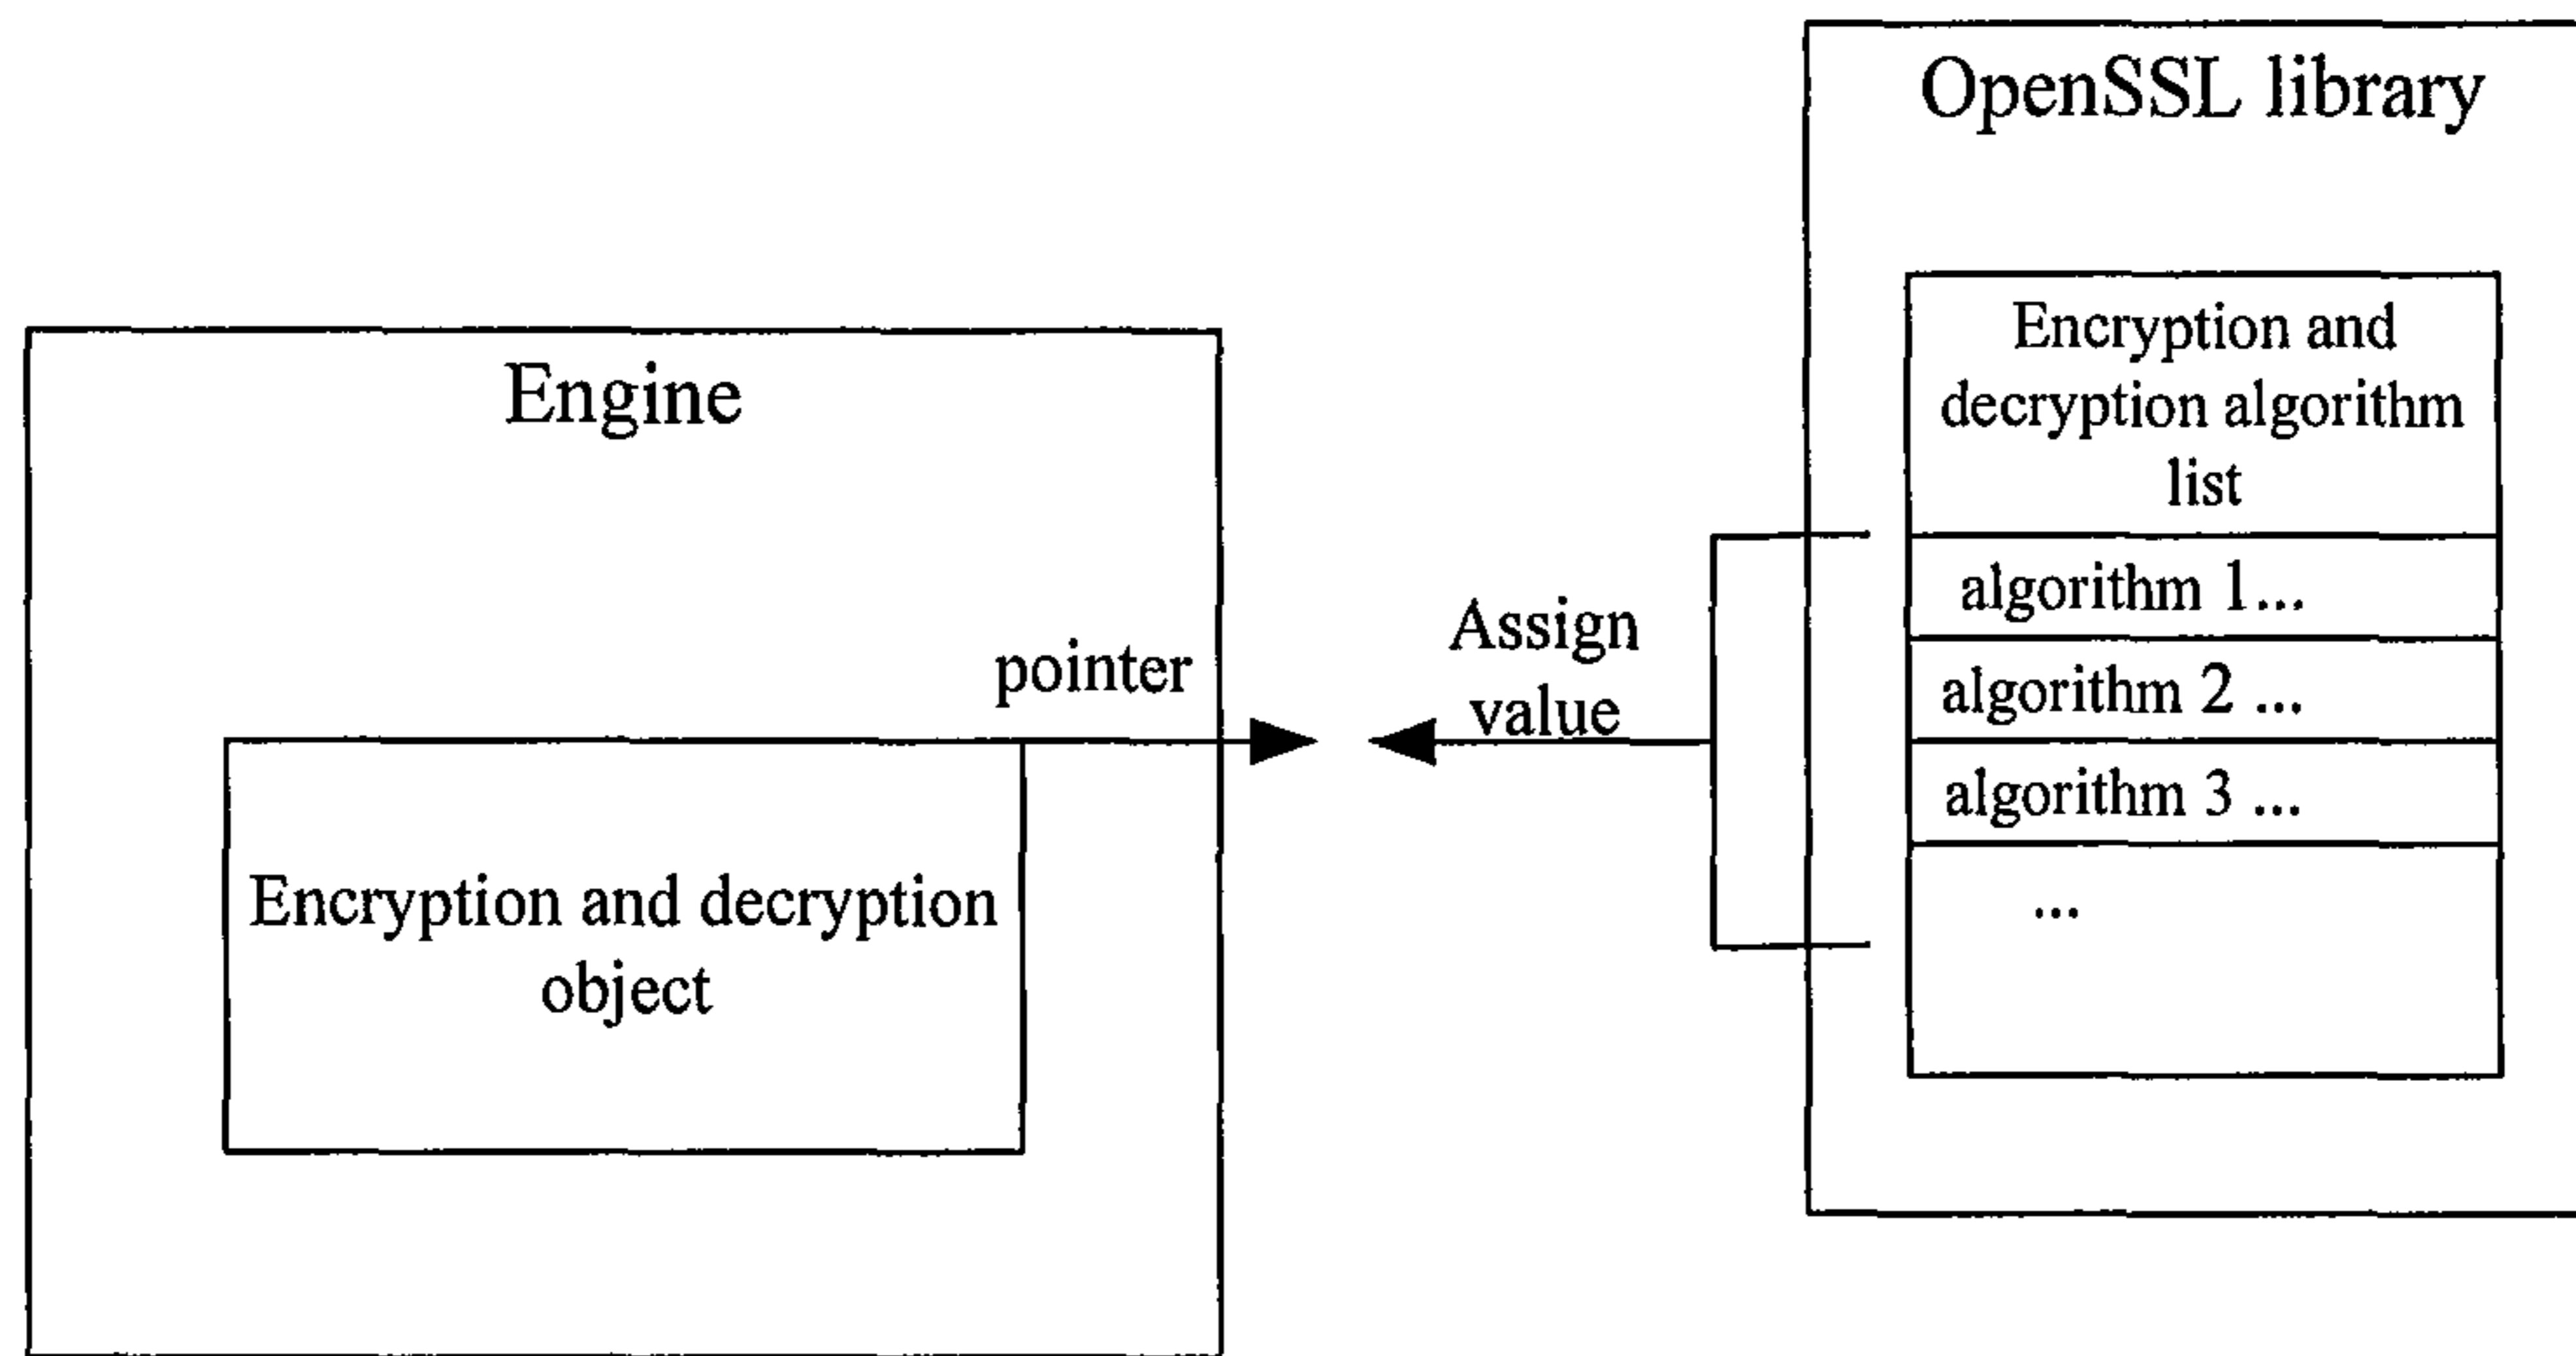 OpenSSL library
Encryption and
decryption algorithm
list
algorithm 1...
algorithm 2 ...
algorithm 3 ...
...
Engine
pointer
Assign
value
Encryption and decryption
object